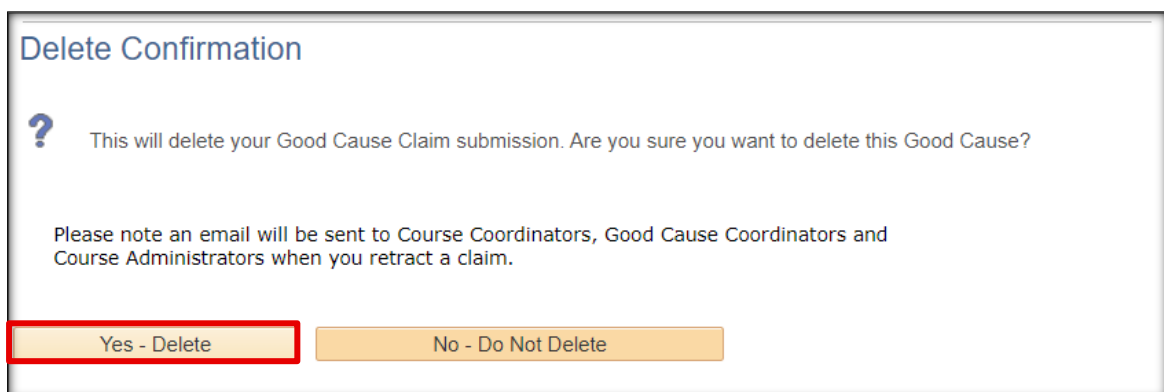 Delete Confirmation
? This will delete your Good Cause Claim submission. Are you sure you want to delete this Good Cause?
Please note an email will be sent to Course Coordinators, Good Cause Coordinators and
Course Administrators when you retract a claim.
Yes - Delete No - Do Not Delete